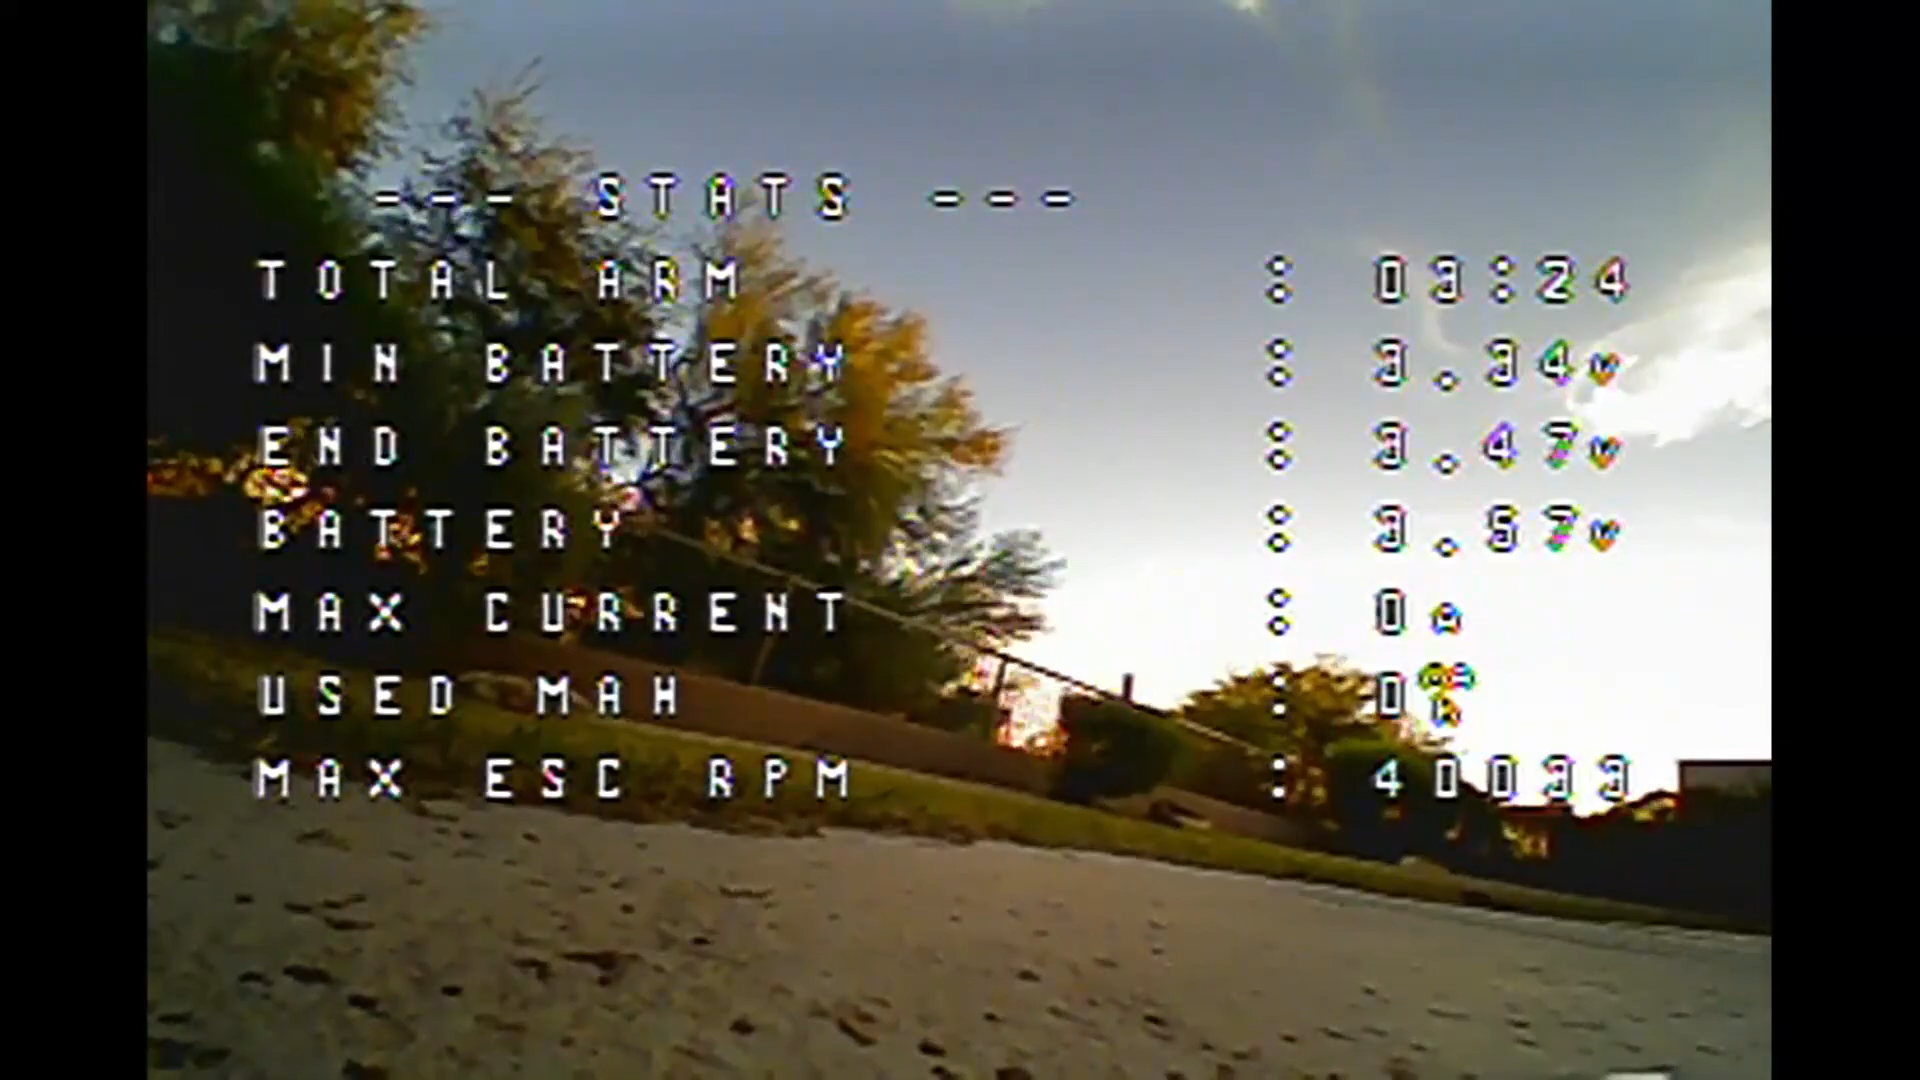 --- STATS ---
TOTAL ARM : 03:24
MIN BATTERY : 3.34V
END BATTERY : 3.47V
BATTERY : 3.57V
MAX CURRENT : 0A
USED MAH : 0MAH
MAX ESC RPM : 40033